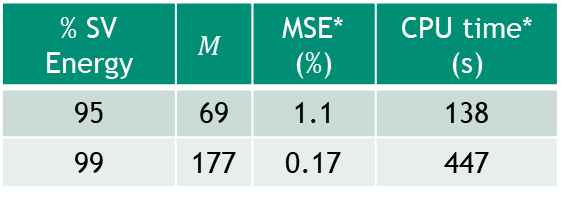 % SV Energy M MSE* (%) CPU time* (s)
95 69 1.1 138
99 177 0.17 447